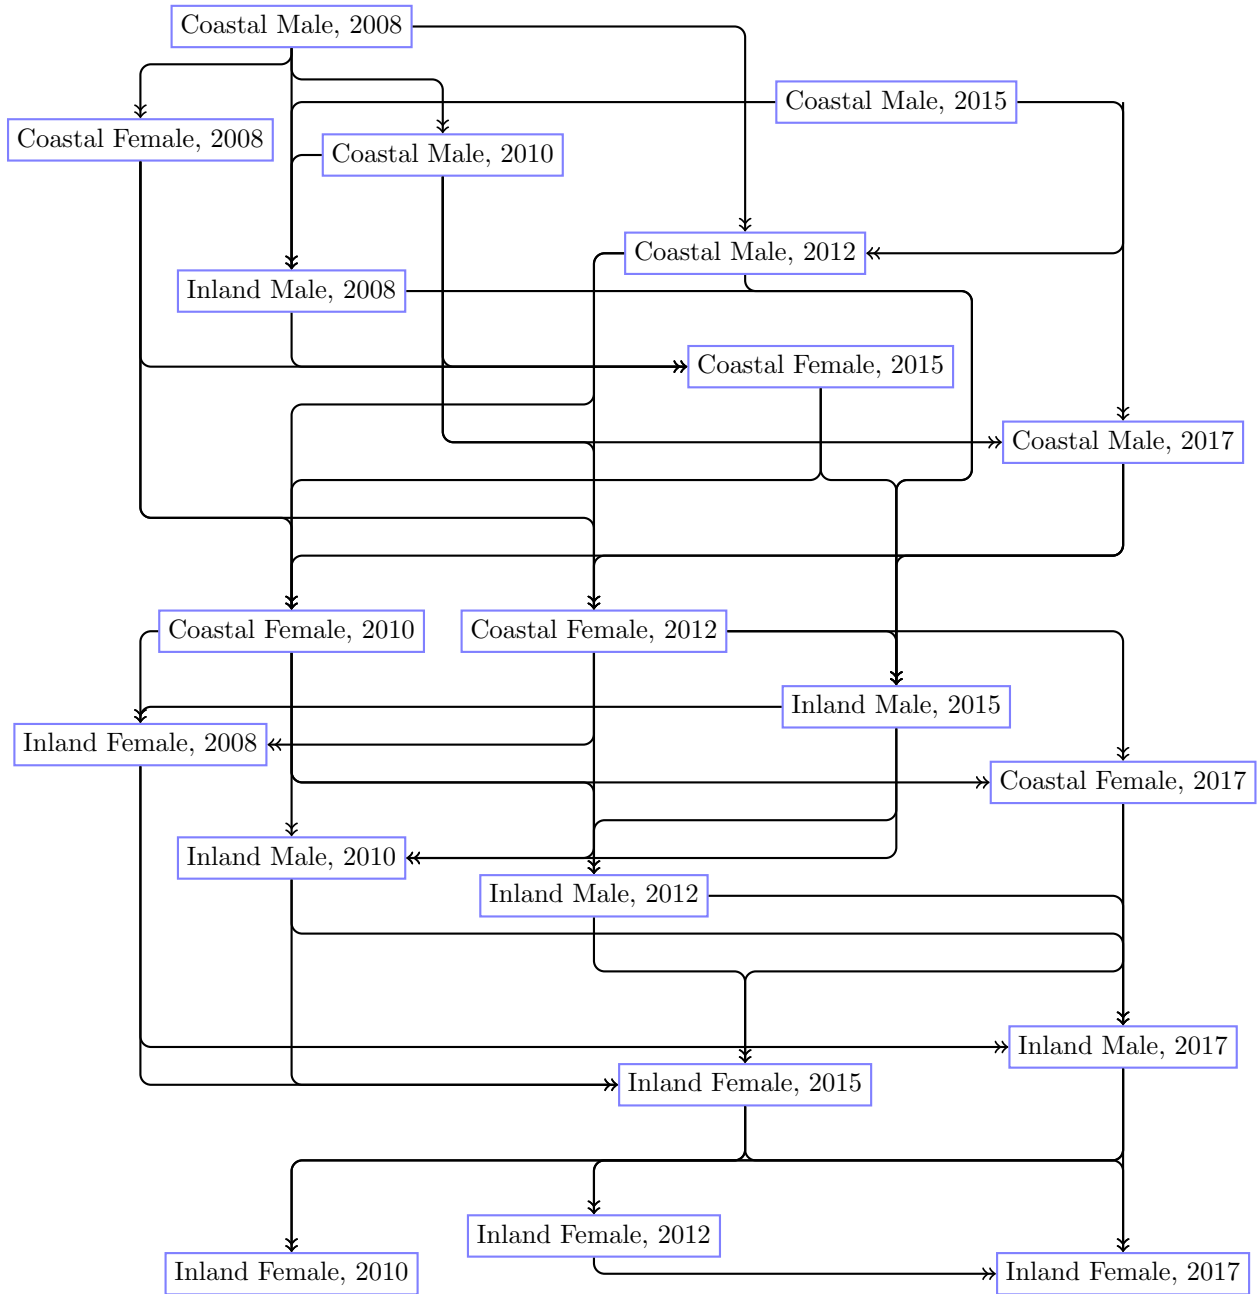 Coastal Male, 2008
Coastal Male, 2015
Coastal Female, 2008
Coastal Male, 2010
Coastal Male, 2012
Inland Male, 2008
Coastal Female, 2015
Coastal Male, 2017
Coastal Female, 2010
Coastal Female, 2012
Inland Male, 2015
Inland Female, 2008
Coastal Female, 2017
Inland Male, 2010
Inland Male, 2012
Inland Male, 2017
Inland Female, 2015
Inland Female, 2012
Inland Female, 2010
Inland Female, 2017